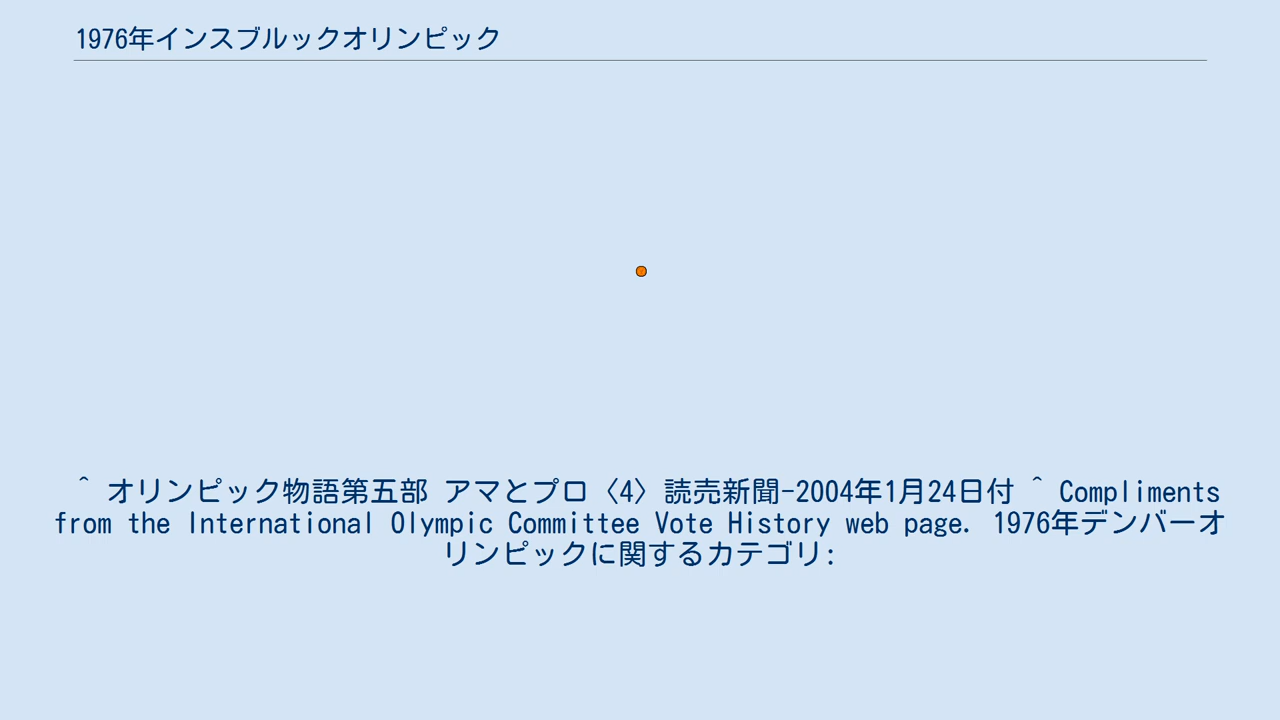 1976年インスブルックオリンピック
^ オリンピック物語第五部 アマとプロ〈4〉読売新聞-2004年1月24日付 ^ Compliments
from the International Olympic Committee Vote History web page. 1976年デンバーオ
リンピックに関するカテゴリ: